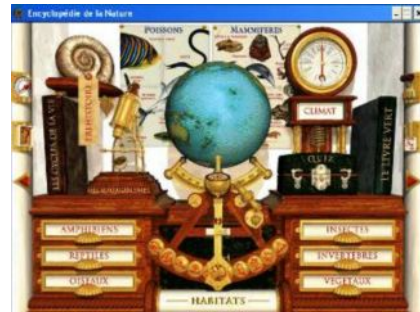 Encyclopédie de la Nature
POISSONS
MAMMIFÈRES
LES CYCLES DE LA VIE
PRÉHISTOIRE
CLIMAT
LE LIVRE VERT
AMPHIBIENS
REPTILES
OISEAUX
INSECTES
INVERTÉBRÉS
VÉGÉTAUX
HABITATS